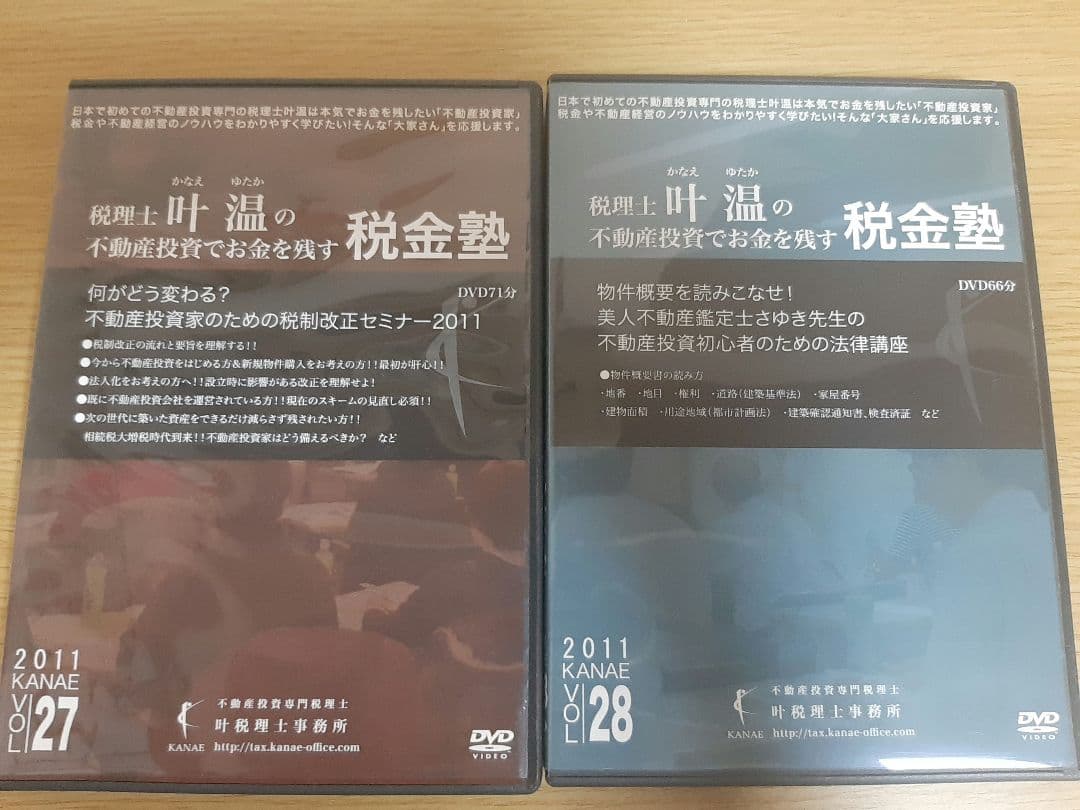 日本で初めての不動産投資専門の税理士叶温は本気でお金を残したい「不動産投資家」
税金や不動産経営のノウハウをわかりやすく学びたい!そんな「大家さん」を応援します。
かなえ ゆたか
税理士 叶 温の
不動産投資でお金を残す 税金塾
何がどう変わる? DVD71分
不動産投資家のための税制改正セミナー2011
●税制改正の流れと要旨を理解する!!
●今から不動産投資をはじめる方&新規物件購入をお考えの方!!最初が肝心!!
●法人化をお考えの方へ!!設立時に影響がある改正を理解せよ!
●既に不動産投資会社を運営されている方!!現在のスキームの見直し必須!!
●次の世代に築いた資産をできるだけ減らさず残されたい方!!
相続税大増税時代到来!!不動産投資家はどう備えるべきか? など
2011
KANAE
VOL 27
不動産投資専門税理士
叶税理士事務所
KANAE http://tax.kanae-office.com
DVD
VIDEO
日本で初めての不動産投資専門の税理士叶温は本気でお金を残したい「不動産投資家」
税金や不動産経営のノウハウをわかりやすく学びたい!そんな「大家さん」を応援します。
かなえ ゆたか
税理士 叶 温の
不動産投資でお金を残す 税金塾
物件概要を読みこなせ! DVD66分
美人不動産鑑定士さゆき先生の
不動産投資初心者のための法律講座
●物件概要書の読み方
・地番 ・地目 ・権利 ・道路(建築基準法) ・家屋番号
・建物面積 ・用途地域(都市計画法) ・建築確認通知書、検査済証 など
2011
KANAE
VOL 28
不動産投資専門税理士
叶税理士事務所
KANAE http://tax.kanae-office.com
DVD
VIDEO